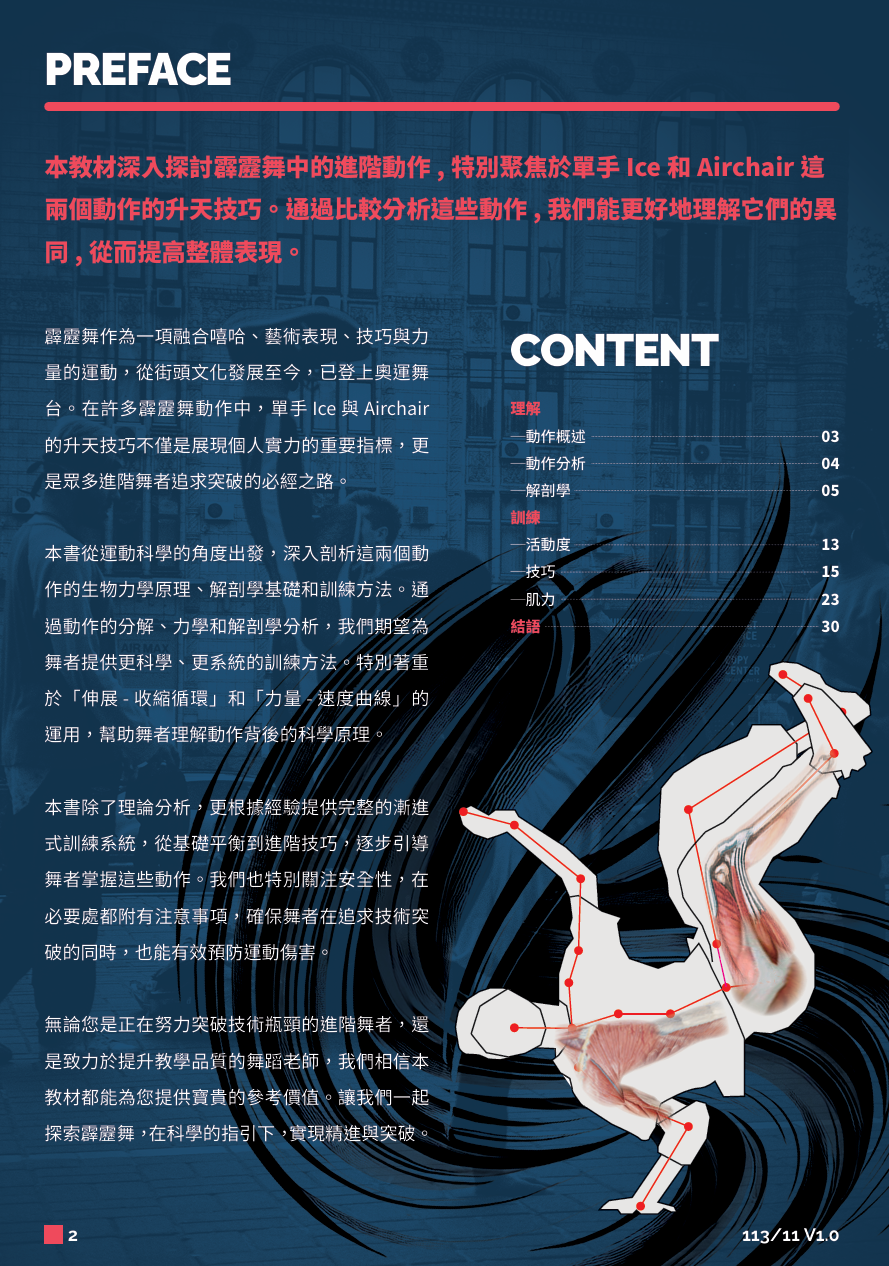 PREFACE
本教材深入探討霹靂舞中的進階動作 , 特別聚焦於單手 Ice 和 Airchair 這
兩個動作的升天技巧。通過比較分析這些動作 , 我們能更好地理解它們的異
同 , 從而提高整體表現。
霹靂舞作為一項融合嘻哈、藝術表現、技巧與力
量的運動，從街頭文化發展至今，已登上奧運舞
台。在許多霹靂舞動作中，單手 Ice 與 Airchair
的升天技巧不僅是展現個人實力的重要指標，更
是眾多進階舞者追求突破的必經之路。
本書從運動科學的角度出發，深入剖析這兩個動
作的生物力學原理、解剖學基礎和訓練方法。通
過動作的分解、力學和解剖學分析，我們期望為
舞者提供更科學、更系統的訓練方法。特別著重
於「伸展 - 收縮循環」和「力量 - 速度曲線」的
運用，幫助舞者理解動作背後的科學原理。
本書除了理論分析，更根據經驗提供完整的漸進
式訓練系統，從基礎平衡到進階技巧，逐步引導
舞者掌握這些動作。我們也特別關注安全性，在
必要處都附有注意事項，確保舞者在追求技術突
破的同時，也能有效預防運動傷害。
無論您是正在努力突破技術瓶頸的進階舞者，還
是致力於提升教學品質的舞蹈老師，我們相信本
教材都能為您提供寶貴的參考價值。讓我們一起
探索霹靂舞，在科學的指引下，實現精進與突破。
CONTENT
理解
動作概述 03
動作分析 04
解剖學 05
訓練
活動度 13
技巧 15
肌力 23
結語 30
COPY
CENTER
2
113/11 V1.0